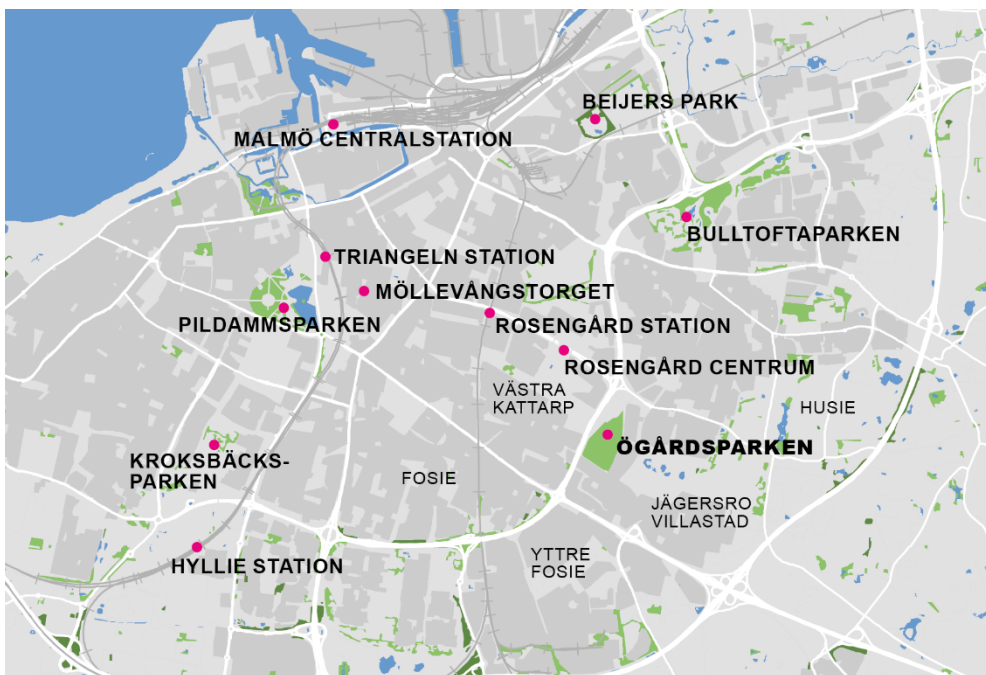 BEIJERS PARK
MALMÖ CENTRALSTATION
BULLTOFTAPARKEN
TRIANGELN STATION
MÖLLEVÅNGSTORGET
PILDAMMSPARKEN
ROSENGÅRD STATION
ROSENGÅRD CENTRUM
VÄSTRA
KATTARP
HUSIE
ÖGÅRDSPARKEN
KROKSBÄCKS-
PARKEN
FOSIE
JÄGERSRO
VILLASTAD
HYLLIE STATION
YTTRE
FOSIE